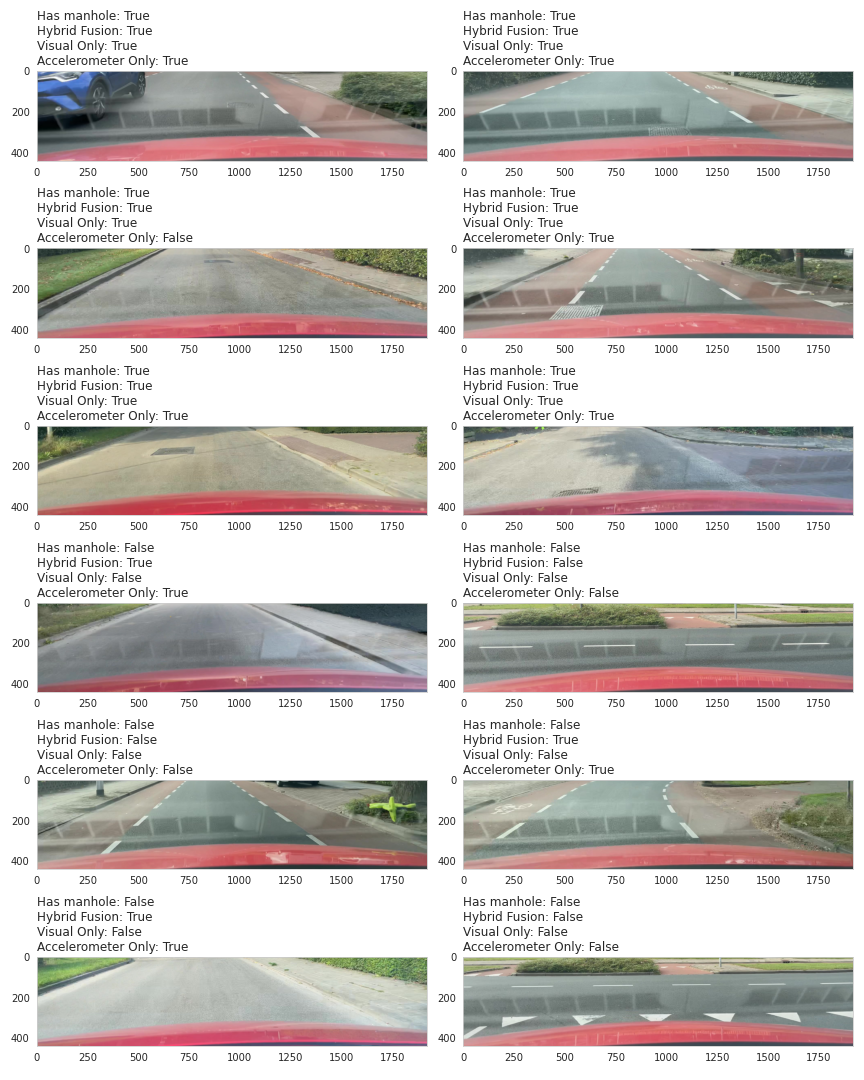 Has manhole: True
Hybrid Fusion: True
Visual Only: True
Accelerometer Only: True
0
200
400
0 250 500 750 1000 1250 1500 1750
Has manhole: True
Hybrid Fusion: True
Visual Only: True
Accelerometer Only: True
0
200
400
0 250 500 750 1000 1250 1500 1750
Has manhole: True
Hybrid Fusion: True
Visual Only: True
Accelerometer Only: False
0
200
400
0 250 500 750 1000 1250 1500 1750
Has manhole: True
Hybrid Fusion: True
Visual Only: True
Accelerometer Only: True
0
200
400
0 250 500 750 1000 1250 1500 1750
Has manhole: True
Hybrid Fusion: True
Visual Only: True
Accelerometer Only: True
0
200
400
0 250 500 750 1000 1250 1500 1750
Has manhole: True
Hybrid Fusion: True
Visual Only: True
Accelerometer Only: True
0
200
400
0 250 500 750 1000 1250 1500 1750
Has manhole: False
Hybrid Fusion: True
Visual Only: False
Accelerometer Only: True
0
200
400
0 250 500 750 1000 1250 1500 1750
Has manhole: False
Hybrid Fusion: False
Visual Only: False
Accelerometer Only: False
0
200
400
0 250 500 750 1000 1250 1500 1750
Has manhole: False
Hybrid Fusion: False
Visual Only: False
Accelerometer Only: False
0
200
400
0 250 500 750 1000 1250 1500 1750
Has manhole: False
Hybrid Fusion: True
Visual Only: False
Accelerometer Only: True
0
200
400
0 250 500 750 1000 1250 1500 1750
Has manhole: False
Hybrid Fusion: True
Visual Only: False
Accelerometer Only: True
0
200
400
0 250 500 750 1000 1250 1500 1750
Has manhole: False
Hybrid Fusion: False
Visual Only: False
Accelerometer Only: False
0
200
400
0 250 500 750 1000 1250 1500 1750